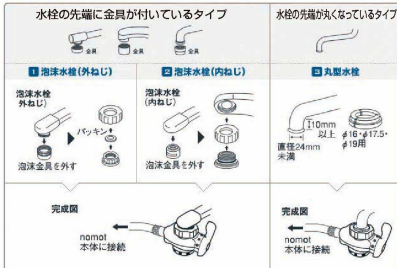 水栓の先端に金具が付いているタイプ
水栓の先端が丸くなっているタイプ
金具
金具
金具
1 泡沫水栓(外ねじ)
2 泡沫水栓(内ねじ)
3 丸型水栓
泡沫水栓
外ねじ
パッキン
泡沫金具を外す
泡沫水栓
(内ねじ)
泡沫金具を外す
10mm
以上
直径24mm
未満
φ16・φ17.5・
φ19用
完成図
nomot
本体に接続
完成図
nomot
本体に接続